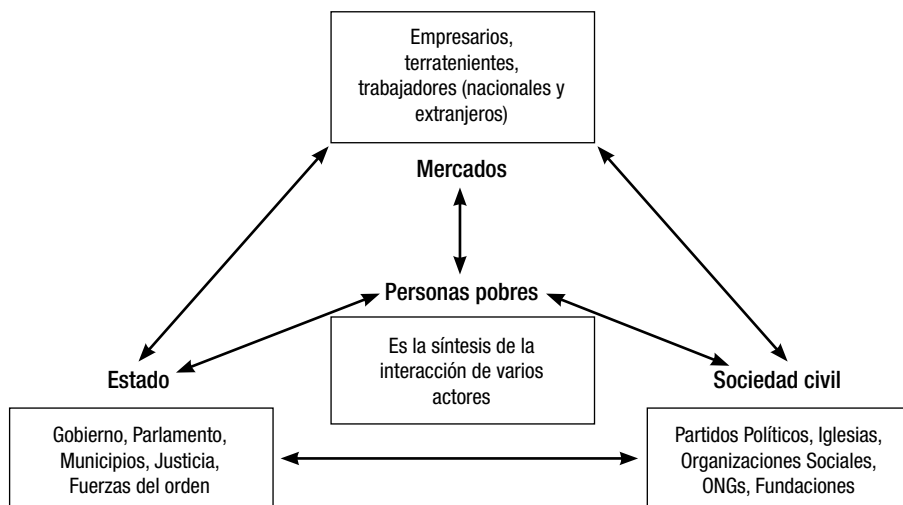 Empresarios,
terratenientes,
trabajadores (nacionales y
extranjeros)
Mercados
Personas pobres
Es la síntesis de la
interacción de varios
actores
Estado
Gobierno, Parlamento,
Municipios, Justicia,
Fuerzas del orden
Sociedad civil
Partidos Políticos, Iglesias,
Organizaciones Sociales,
ONGs, Fundaciones